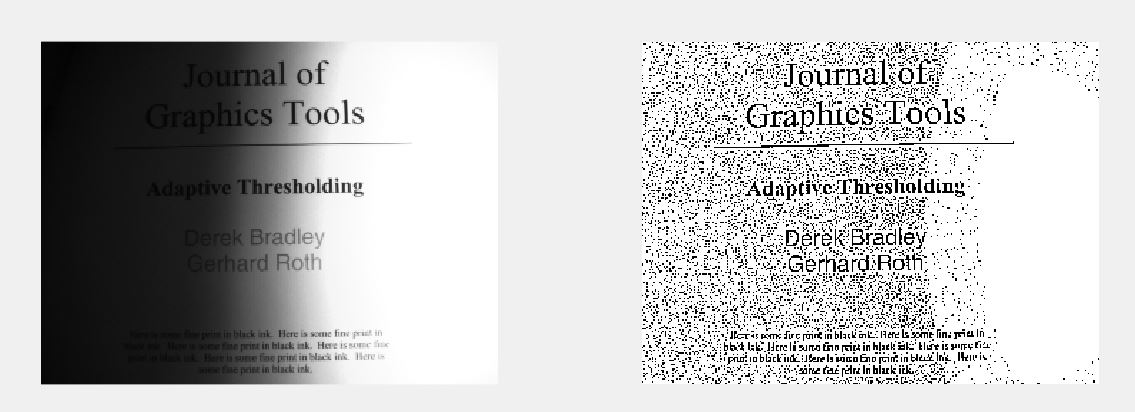 Journal of
Graphics Tools
Adaptive Thresholding
Derek Bradley
Gerhard Roth
Here is some fine print in black ink. Here is some fine print in
black ink. Here is some fine print in black ink. Here is some fine
print in black ink. Here is some fine print in black ink. Here is
some fine print in black ink.
Journal of
Graphics Tools
Adaptive Thresholding
Derek Bradley
Gerhard Roth
Here is some fine print in black ink. Here is some fine print in
black ink. Here is some fine print in black ink. Here is some fine
print in black ink. Here is some fine print in black ink. Here is
some fine print in black ink.